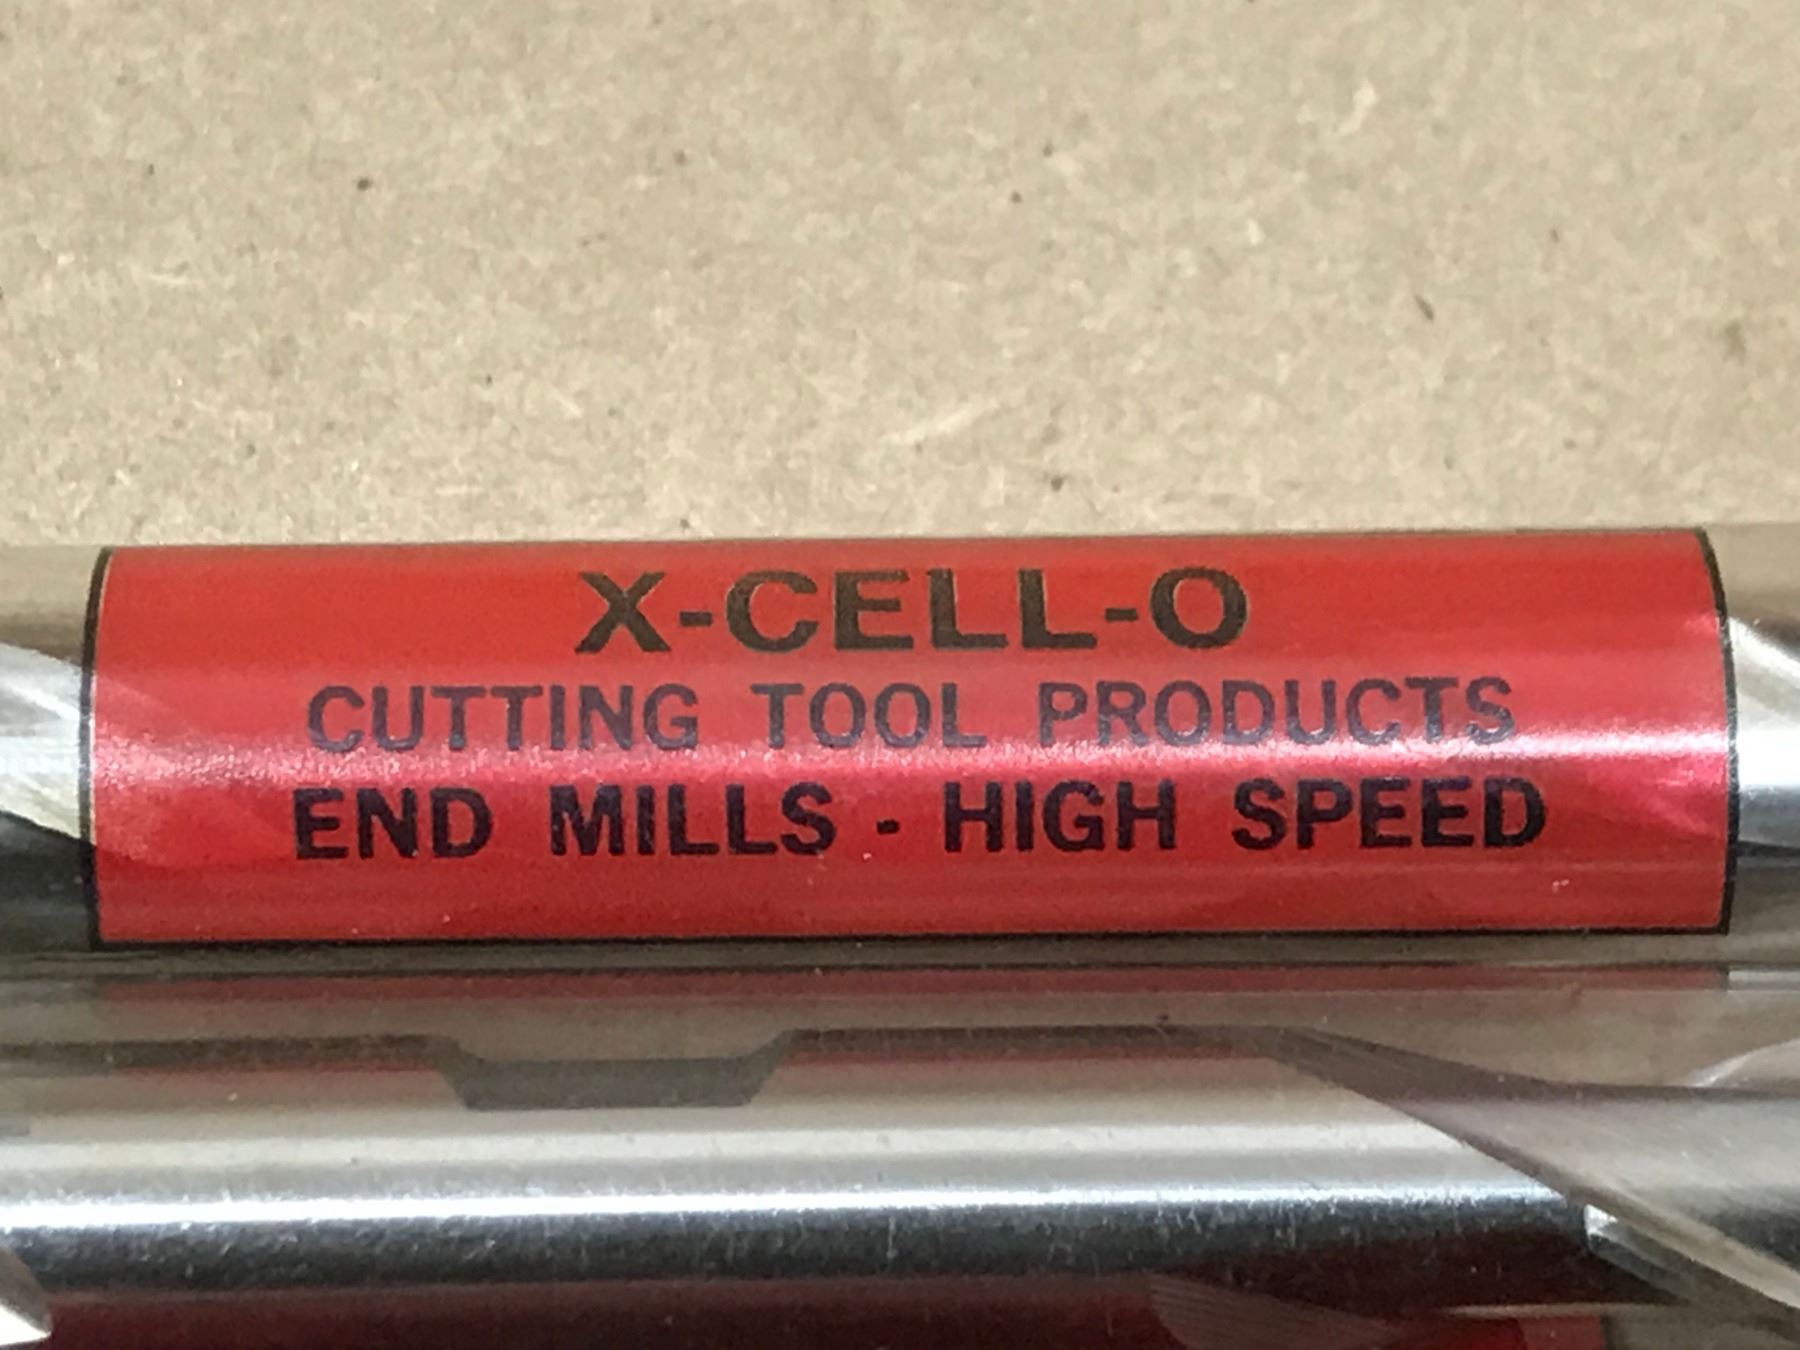 X-CELL-O
CUTTING TOOL PRODUCTS
END MILLS - HIGH SPEED